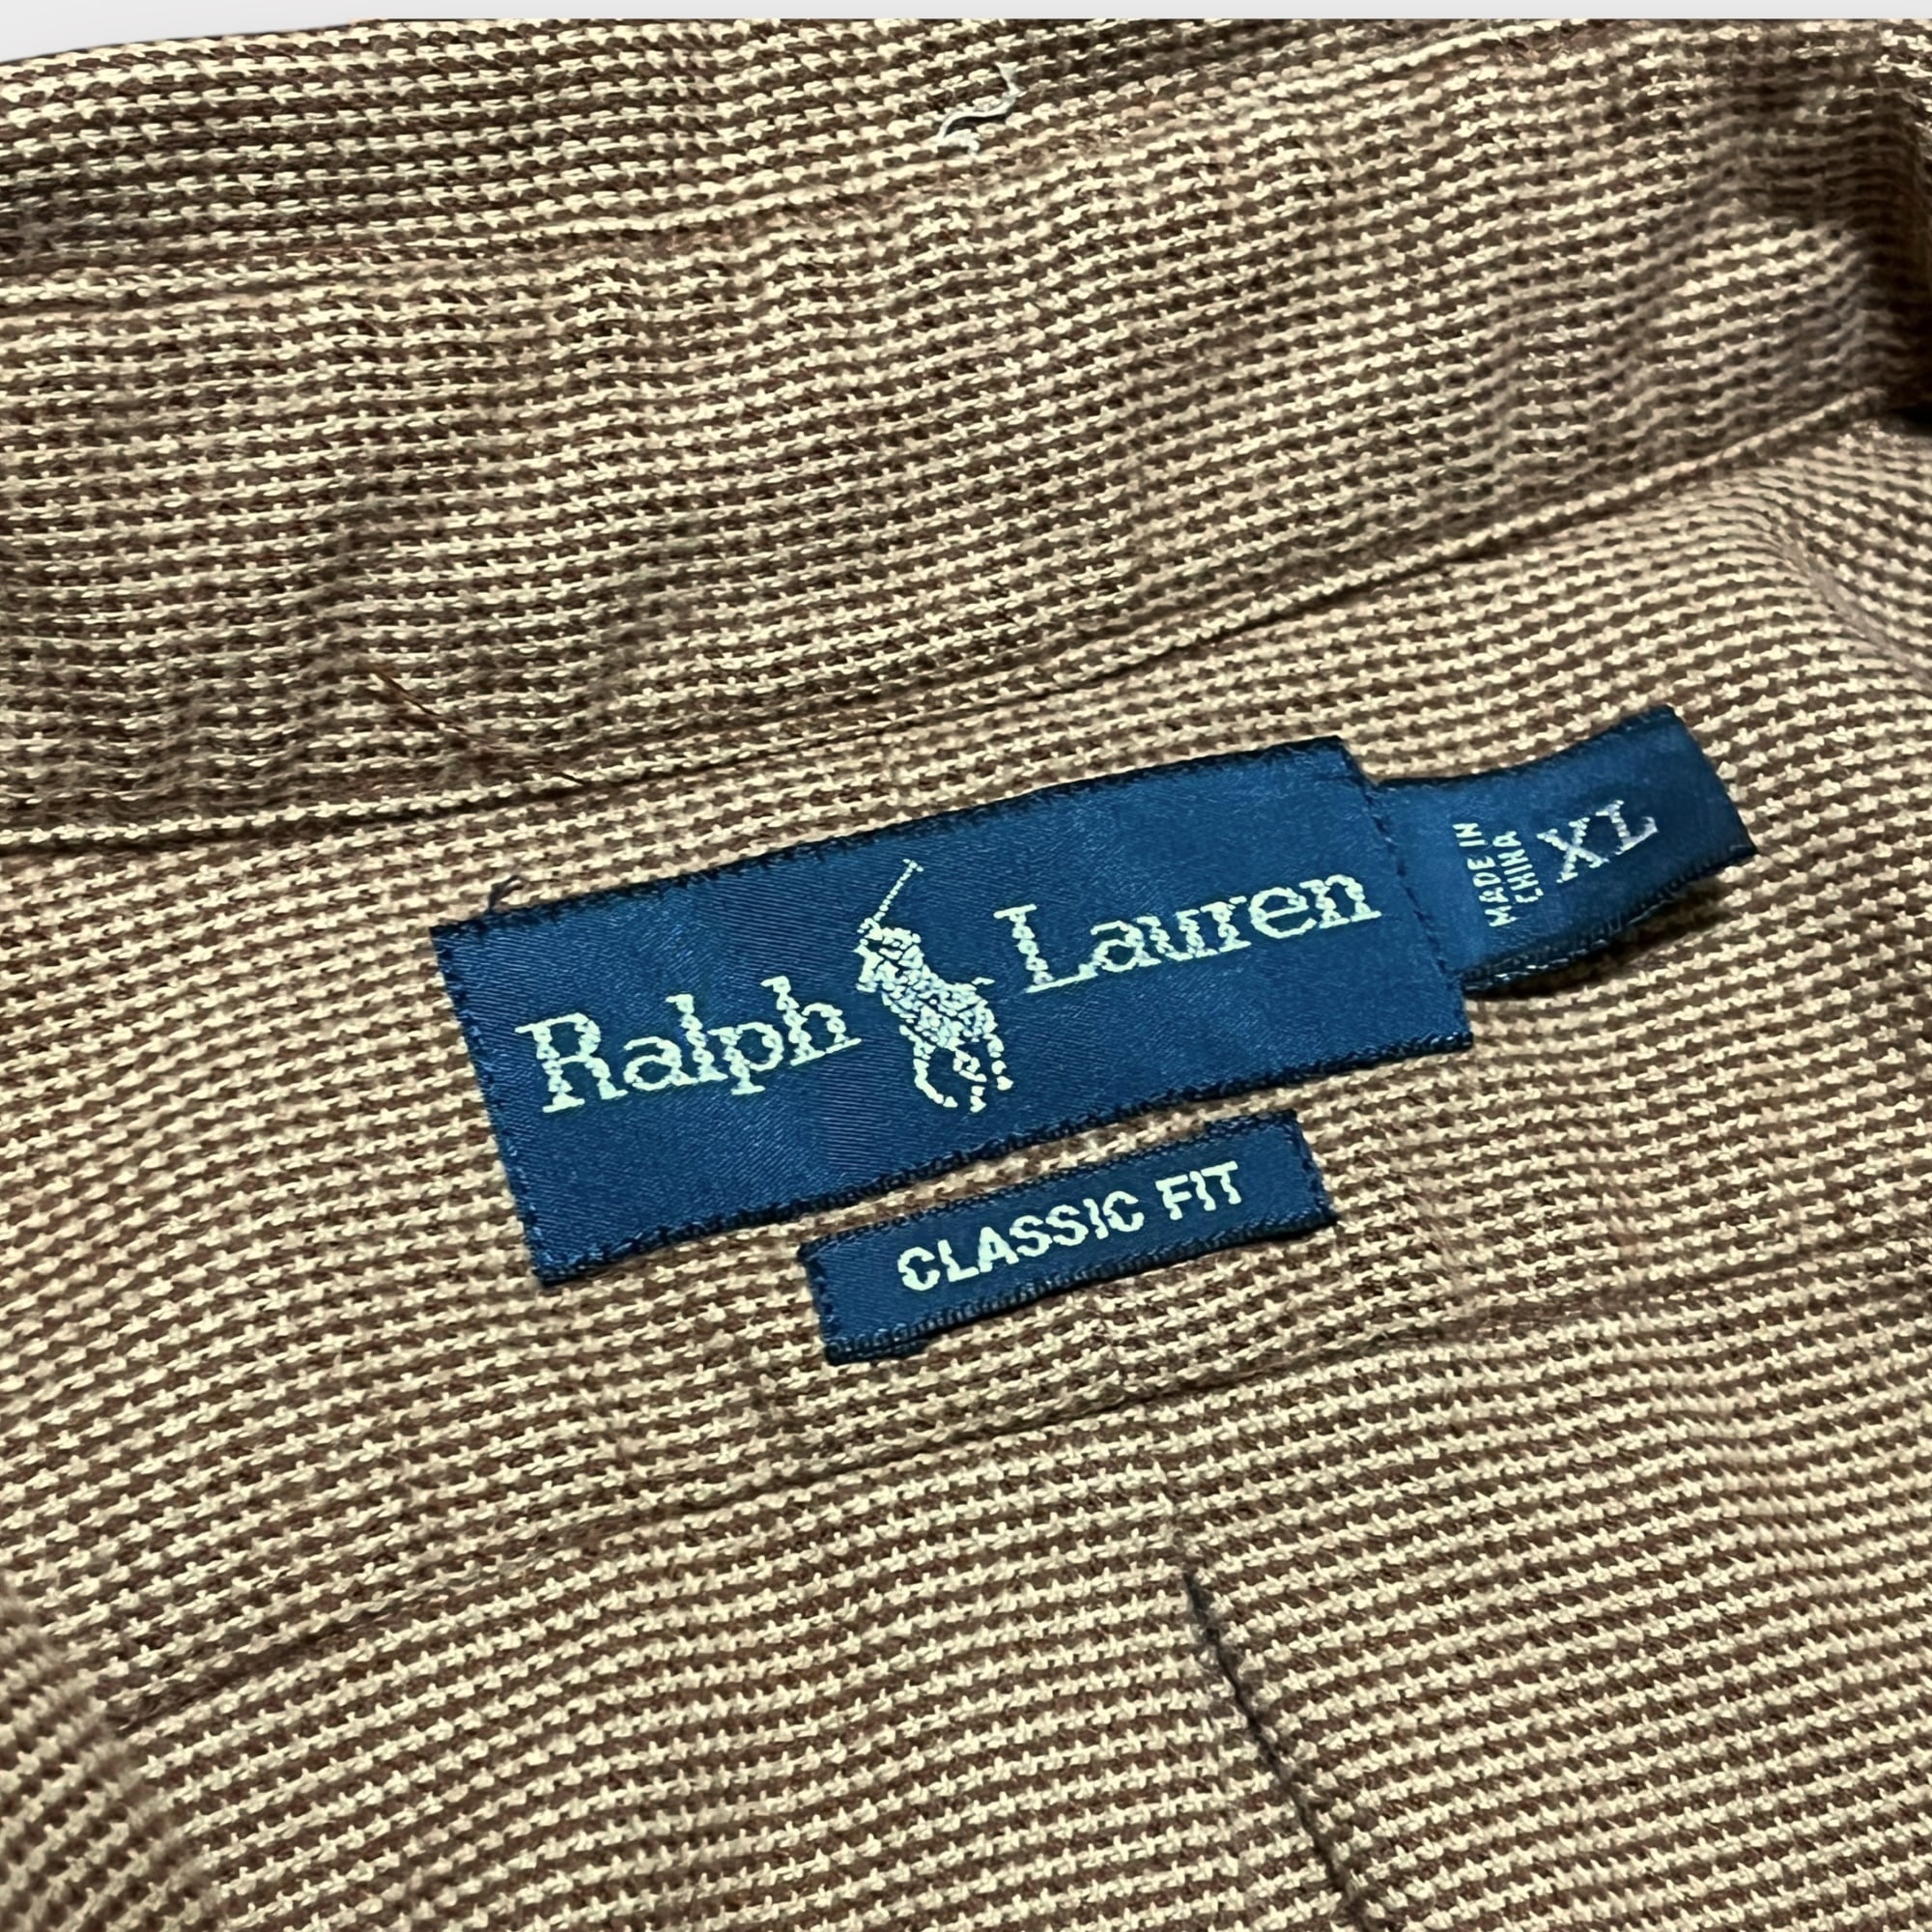 Ralph Lauren
MADE IN
CHINA
XL
CLASSIC FIT